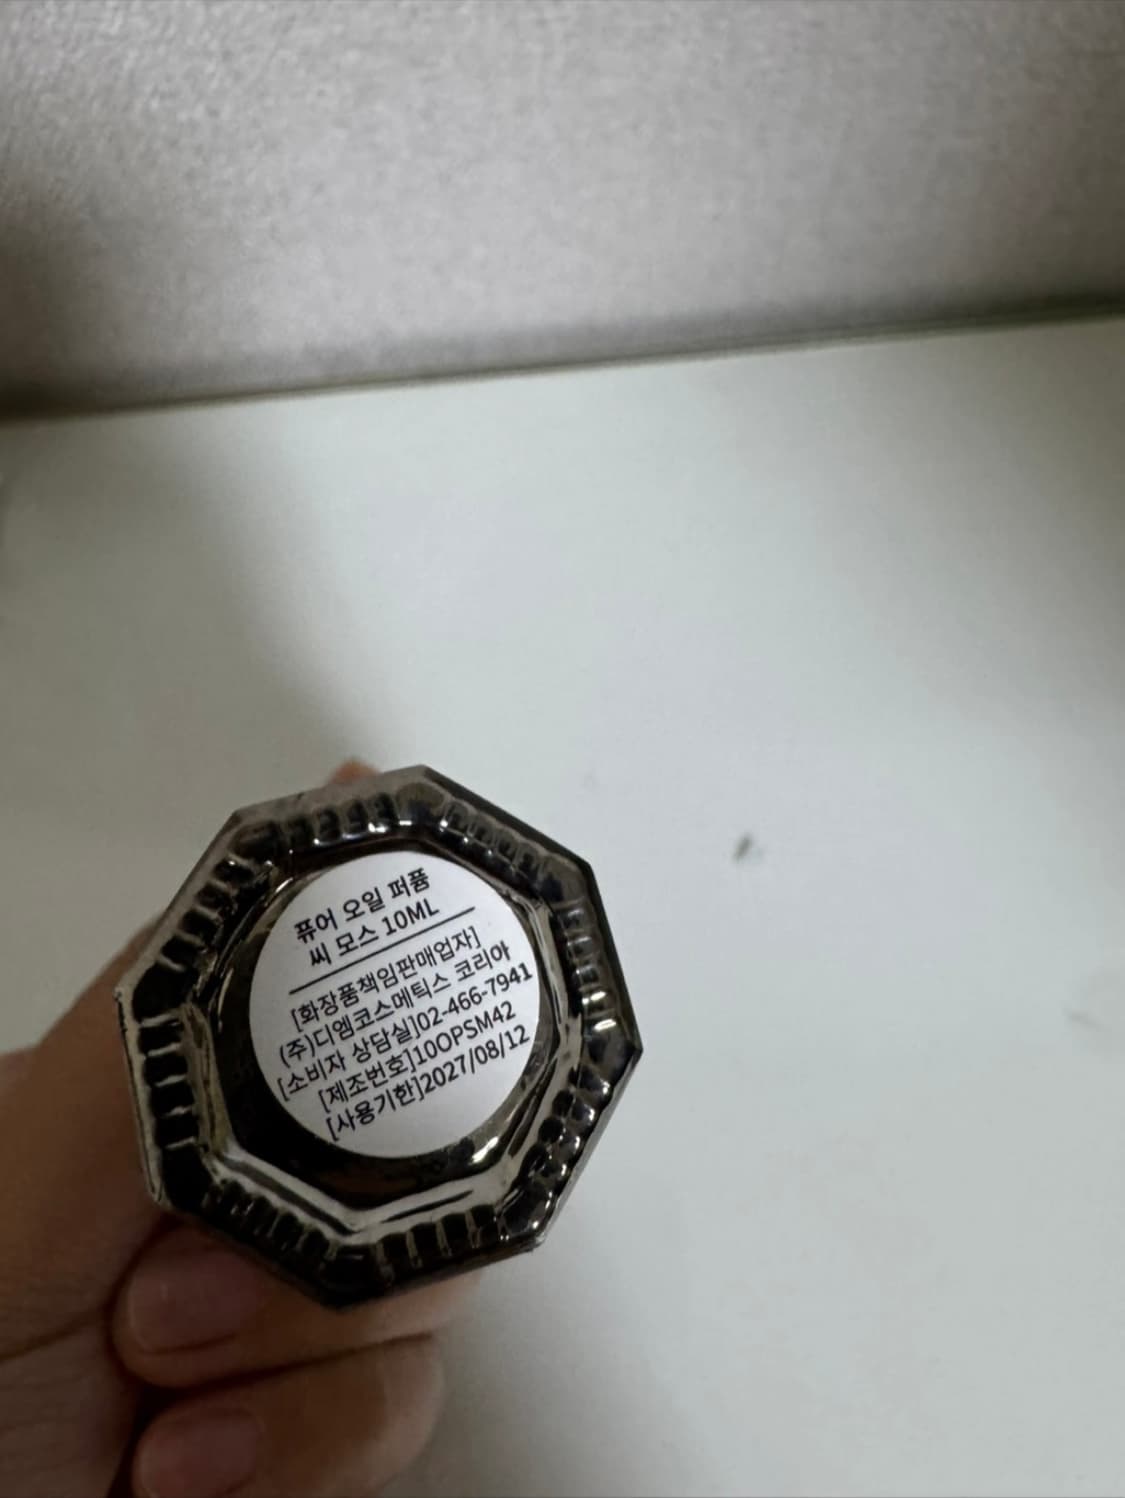 퓨어 오일 퍼퓸
씨 모스 10ML
[화장품책임판매업자]
(주)디엠코스메틱스 코리아
[소비자 상담실]02-466-7941
[제조번호]10OPSM42
[사용기한]2027/08/12